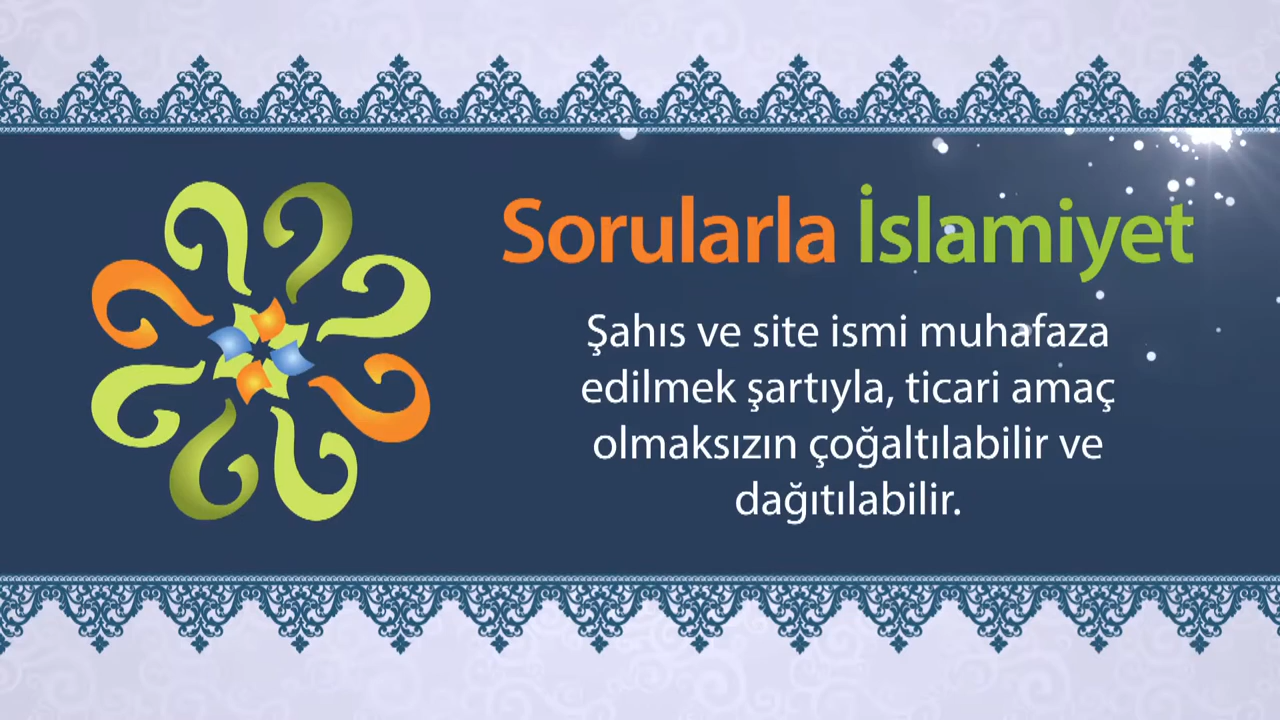 Sorularla İslamiyet
Şahıs ve site ismi muhafaza
edilmek şartıyla, ticari amaç
olmaksızın çoğaltılabilir ve
dağıtılabilir.